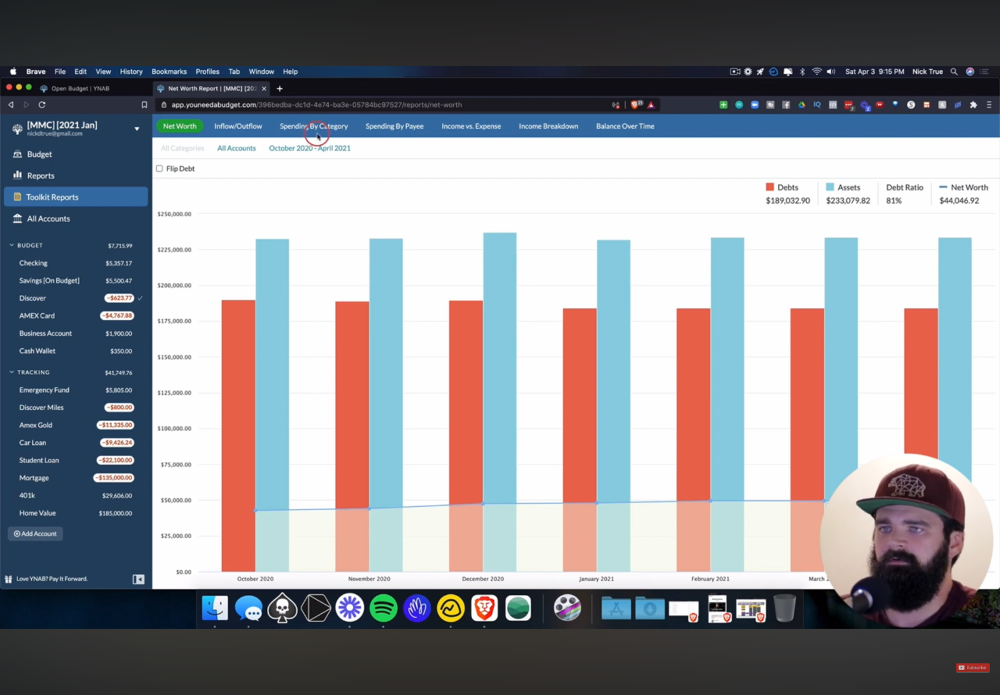 Brave File Edit View History Bookmarks Profiles Tab Window Help
Sat Apr 3 9:15 PM Nick True
Open Budget | YNAB
Net Worth Report | [MMC] [202
app.youneedabudget.com/396bedba-dc1d-4e74-ba3e-05784bc97527/reports/net-worth
[MMC] [2021 Jan]
nickdtrue@gmail.com
Net Worth Inflow/Outflow Spending By Category Spending By Payee Income vs. Expense Income Breakdown Balance Over Time
All Categories All Accounts October 2020 - April 2021
Flip Debt
Budget
Reports
Toolkit Reports
All Accounts
BUDGET $7,715.99
Checking $5,357.17
Savings [On Budget] $5,500.47
Discover -$623.77
AMEX Card -$4,767.88
Business Account $1,900.00
Cash Wallet $350.00
TRACKING $41,749.76
Emergency Fund $5,805.00
Discover Miles -$800.00
Amex Gold -$11,335.00
Car Loan -$9,426.24
Student Loan -$22,100.00
Mortgage -$135,000.00
401k $29,606.00
Home Value $185,000.00
Add Account
Love YNAB? Pay It Forward.
Debts Assets Debt Ratio Net Worth
$189,032.90 $233,079.82 81% $44,046.92
$250,000.00
$225,000.00
$200,000.00
$175,000.00
$150,000.00
$125,000.00
$100,000.00
$75,000.00
$50,000.00
$25,000.00
$0.00
October 2020 November 2020 December 2020 January 2021 February 2021 March 2
Subscribe